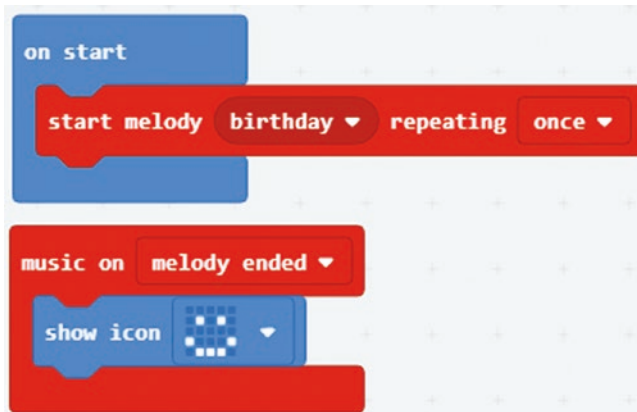 on start
start melody birthday repeating once
music on melody ended
show icon